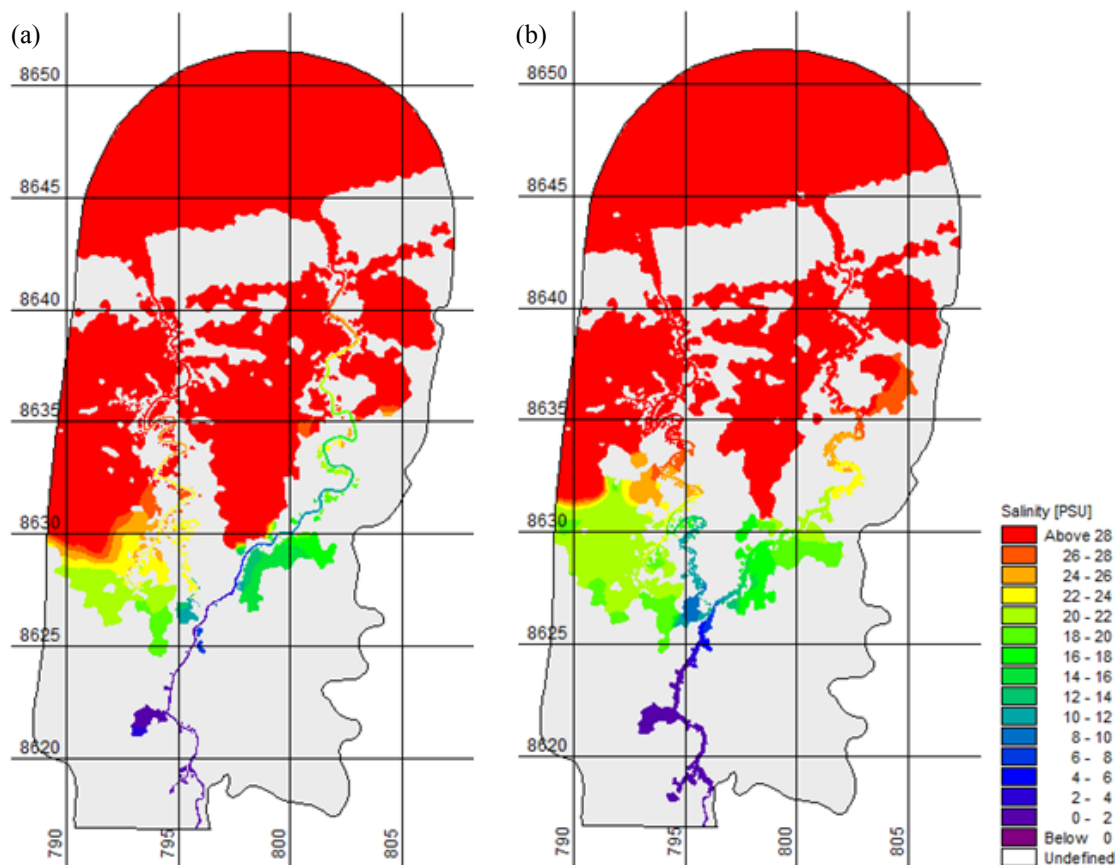 (a)
(b)
8650
8645
8640
8635
8630
8625
8620
790
795
800
805
8650
8645
8640
8635
8630
8625
8620
790
795
800
805
Salinity [PSU]
Above 28
26 - 28
24 - 26
22 - 24
20 - 22
18 - 20
16 - 18
14 - 16
12 - 14
10 - 12
8 - 10
6 - 8
4 - 6
2 - 4
0 - 2
Below 0
Undefined